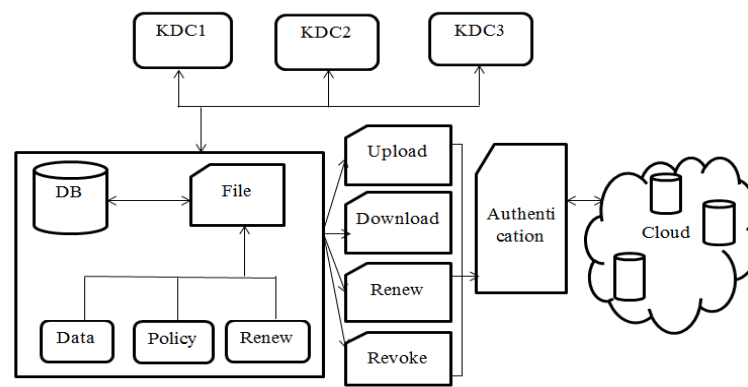 KDC1
KDC2
KDC3
DB
File
Data
Policy
Renew
Upload
Download
Renew
Revoke
Authenti
cation
Cloud